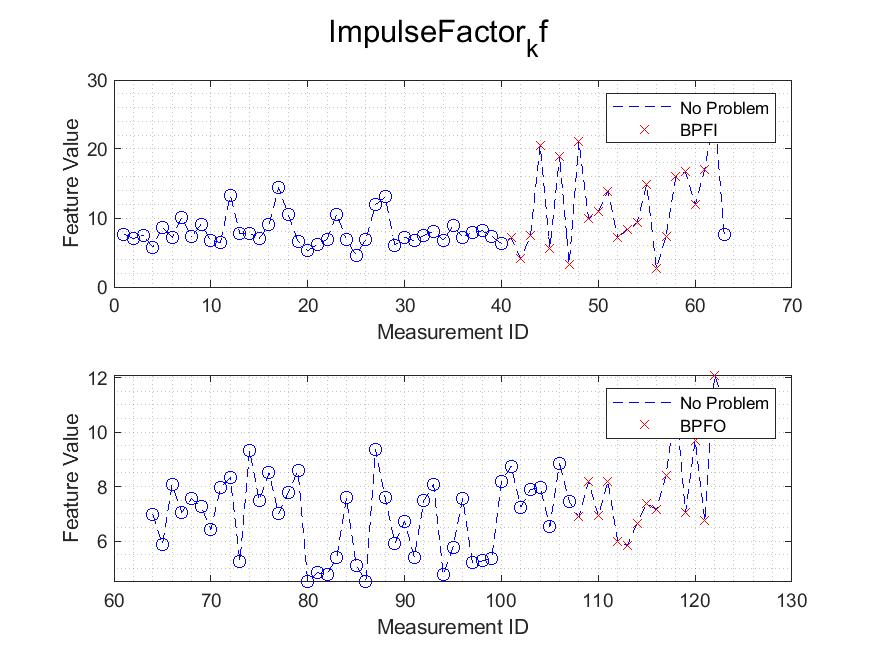 ImpulseFactor_kf
30
20
10
0
Feature Value
No Problem
BPFI
0 10 20 30 40 50 60 70
Measurement ID
12
10
8
6
Feature Value
No Problem
BPFO
60 70 80 90 100 110 120 130
Measurement ID